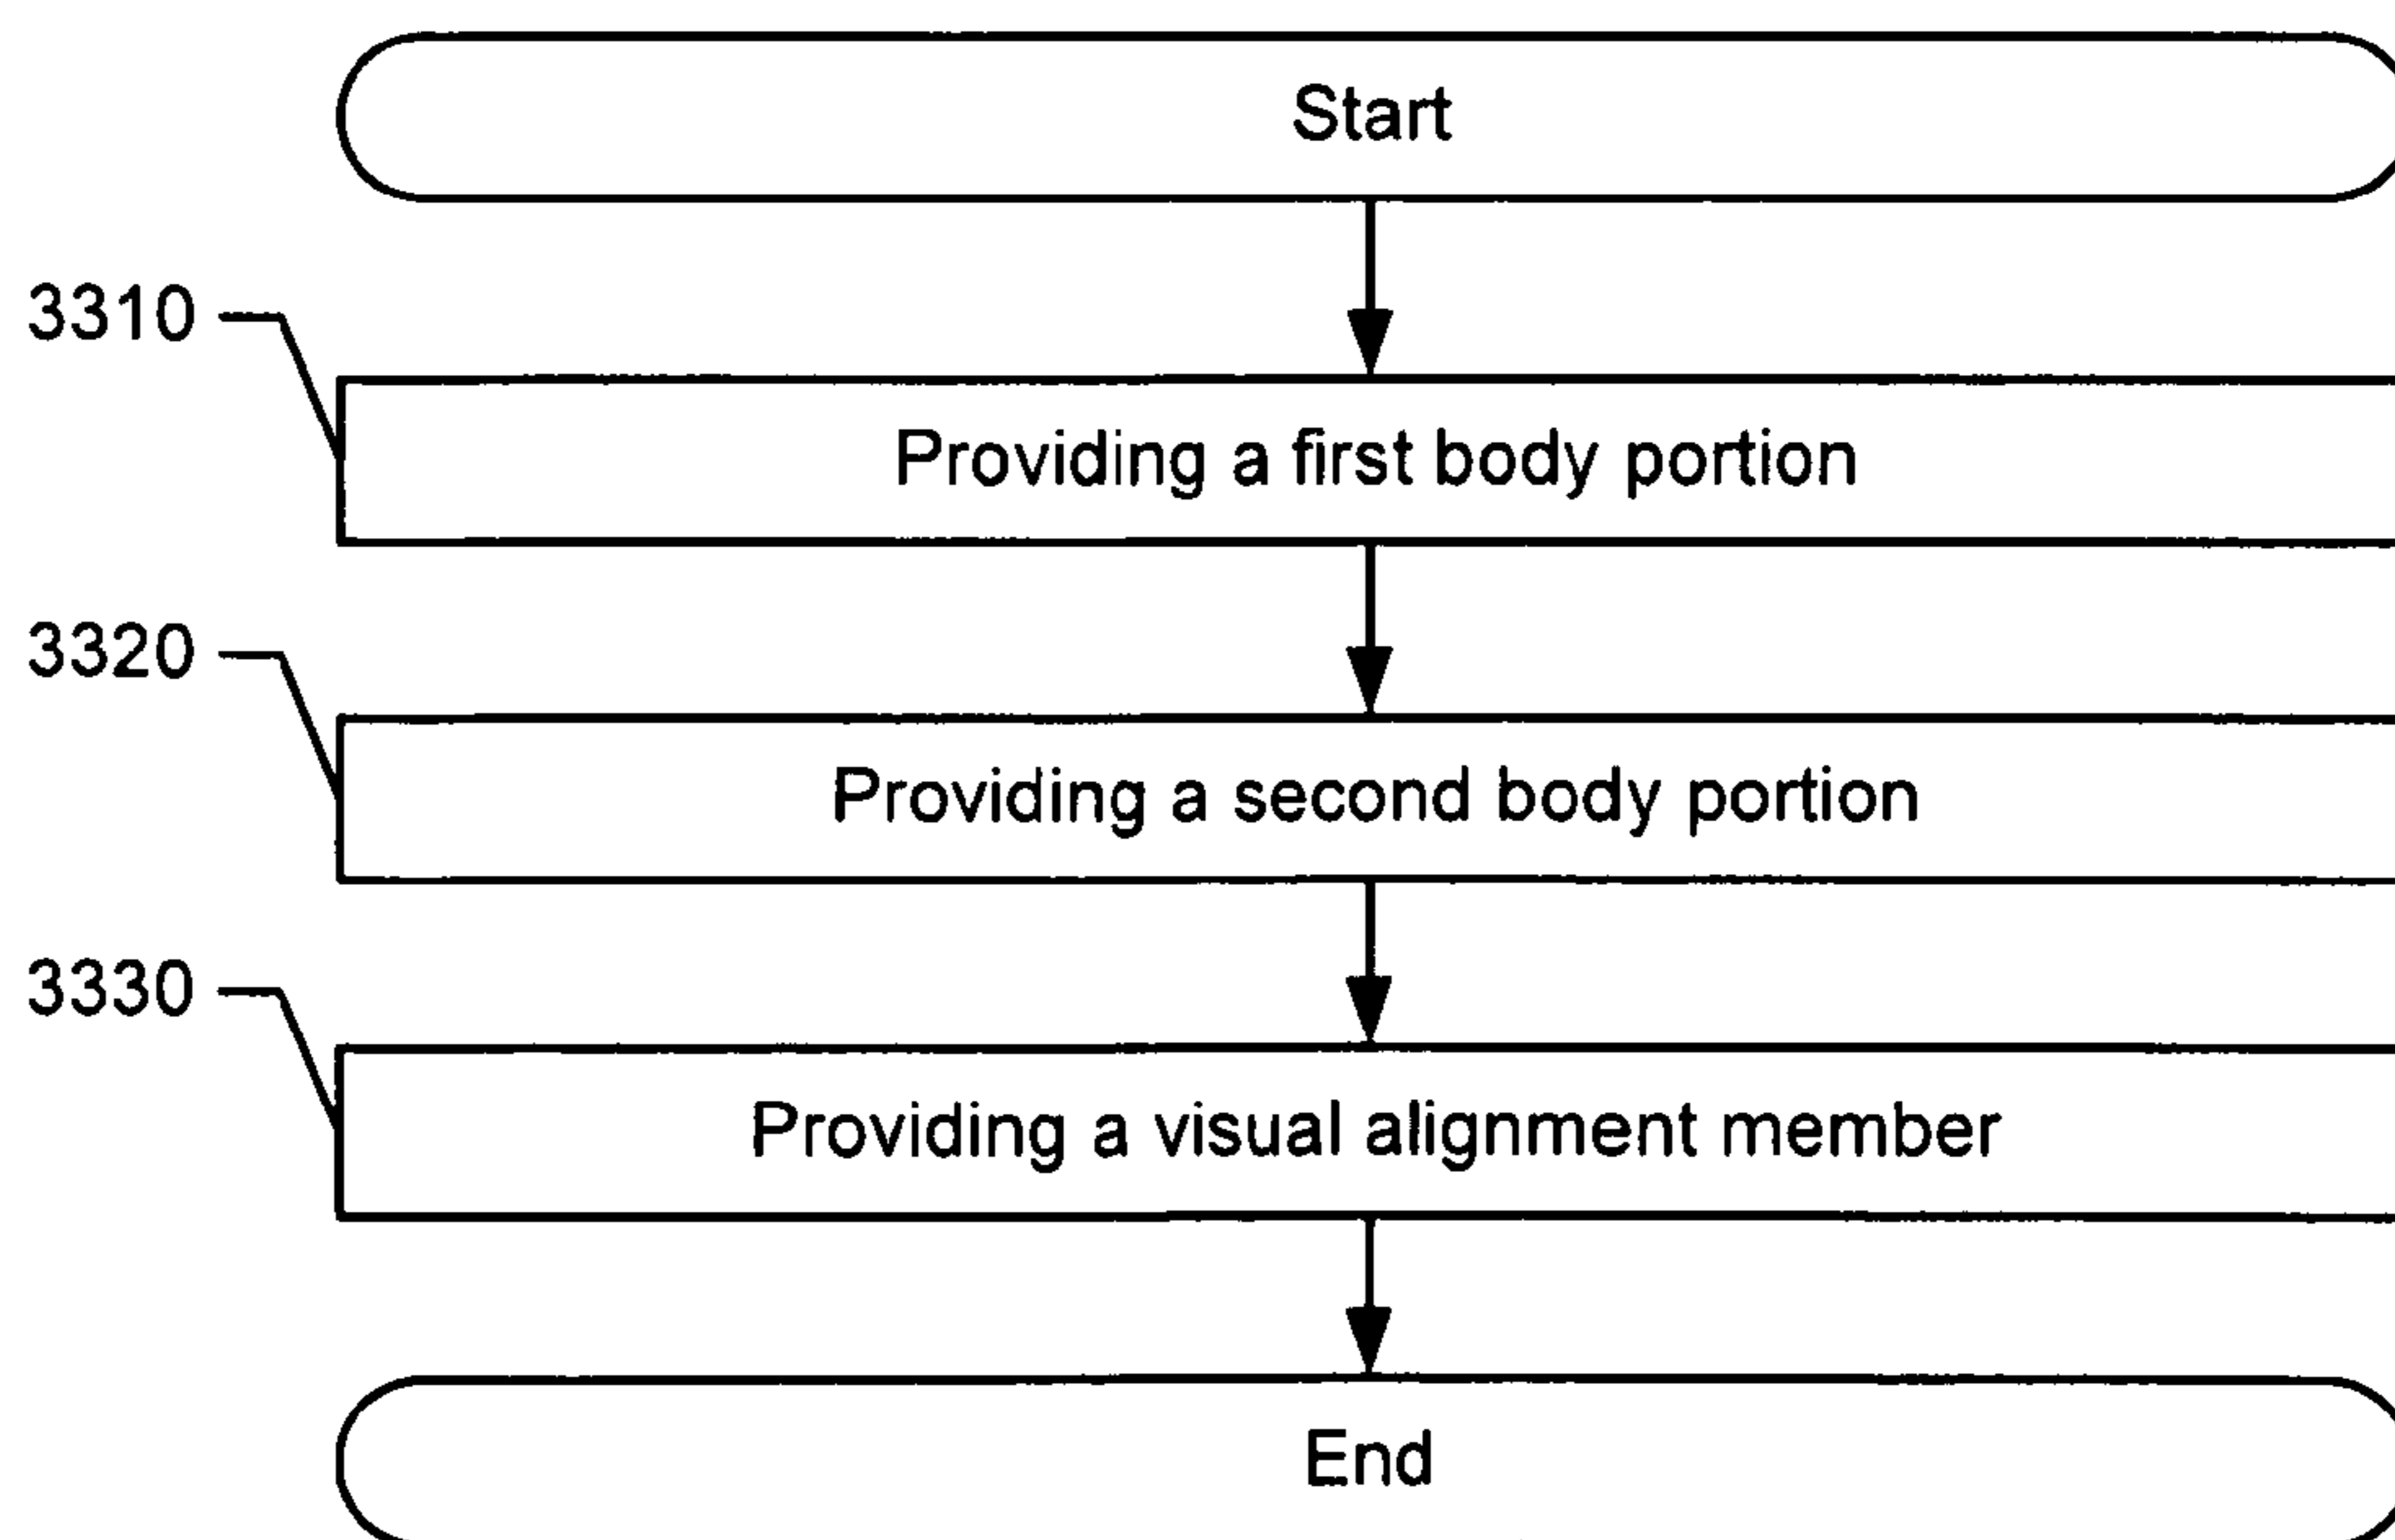 Start
3310
Providing a first body portion
3320
Providing a second body portion
3330
Providing a visual alignment member
End